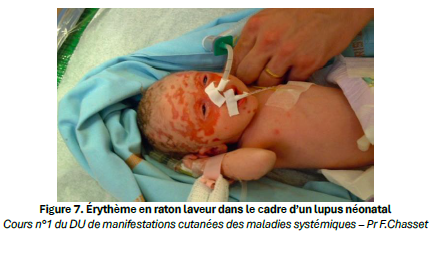 Figure 7. Érythème en raton laveur dans le cadre d'un lupus néonatal
Cours n°1 du DU de manifestations cutanées des maladies systémiques – Pr F.Chasset